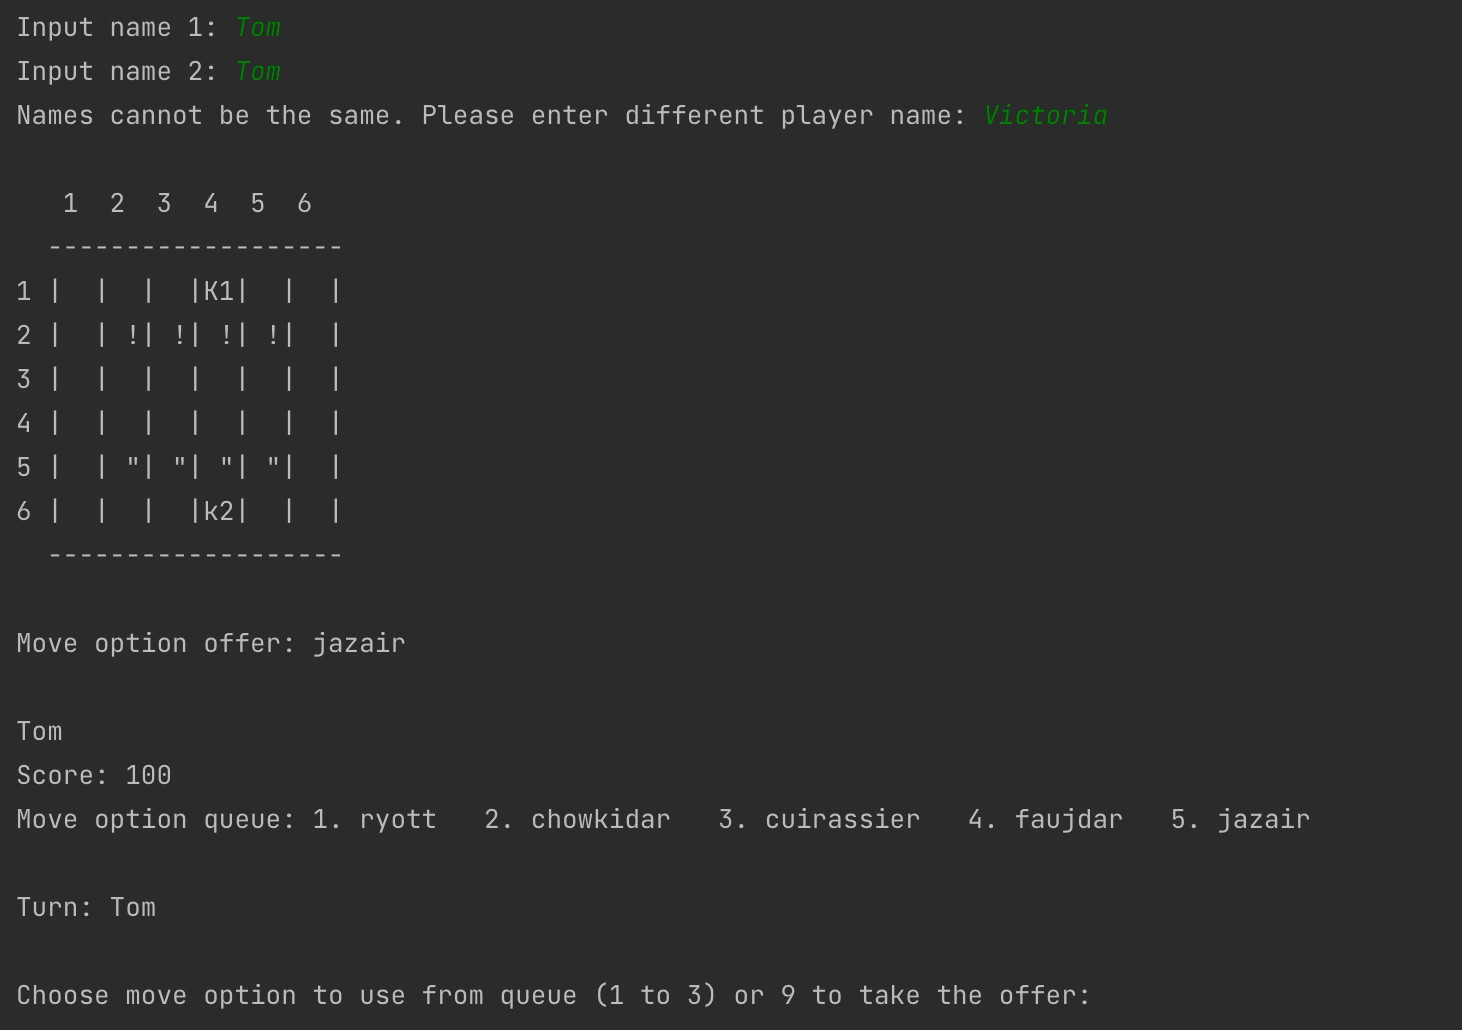 Input name 1: Tom
Input name 2: Tom
Names cannot be the same. Please enter different player name: Victoria
   1  2  3  4  5  6
  -------------------
1 |  |  |  |K1|  |  |
2 |  | !| !| !| !|  |
3 |  |  |  |  |  |  |
4 |  |  |  |  |  |  |
5 |  | "| "| "| "|  |
6 |  |  |  |k2|  |  |
  -------------------
Move option offer: jazair
Tom
Score: 100
Move option queue: 1. ryott   2. chowkidar   3. cuirassier   4. faujdar   5. jazair
Turn: Tom
Choose move option to use from queue (1 to 3) or 9 to take the offer: